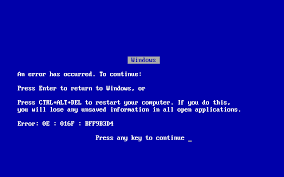 Windows
An error has occurred. To continue:
Press Enter to return to Windows, or
Press CTRL+ALT+DEL to restart your computer. If you do this,
you will lose any unsaved information in all open applications.
Error: 0E : 016F : BFF9B3D4
Press any key to continue _